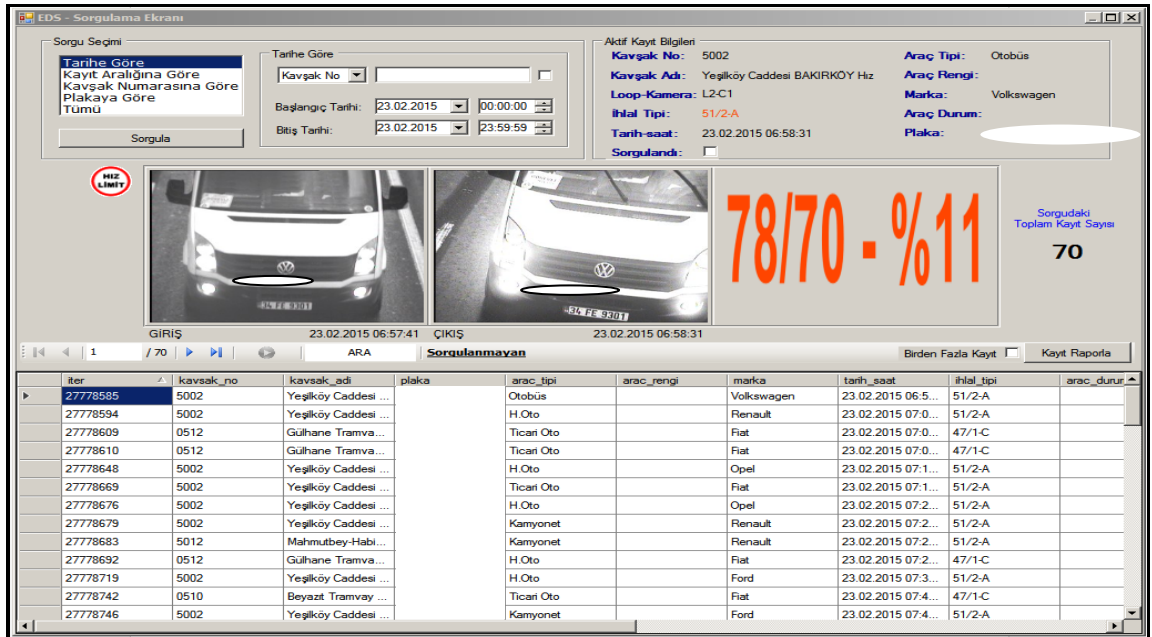 EDS - Sorgulama Ekranı
Sorgu Seçimi
Tarihe Göre
Kayıt Aralığına Göre
Kavşak Numarasına Göre
Plakaya Göre
Tümü
Sorgula
Tarihe Göre
Kavşak No
Başlangıç Tarihi: 23.02.2015 00:00:00
Bitiş Tarihi: 23.02.2015 23:59:59
Aktif Kayıt Bilgileri
Kavşak No: 5002
Kavşak Adı: Yeşilköy Caddesi BAKIRKÖY Hız
Loop-Kamera: L2-C1
İhlal Tipi: 51/2-A
Tarih-saat: 23.02.2015 06:58:31
Sorgulandı:
Araç Tipi: Otobüs
Araç Rengi:
Marka: Volkswagen
Araç Durum:
Plaka:
HIZ
LİMİT
34 FE 9301
34 FE 9301
78/70 - %11
Sorgudaki
Toplam Kayıt Sayısı
70
GİRİŞ 23.02.2015 06:57:41 ÇIKIŞ 23.02.2015 06:58:31
1 / 70 ARA Sorgulanmayan Birden Fazla Kayıt Kayıt Raporla
iter kavsak_no kavsak_adi plaka arac_tipi arac_rengi marka tarih_saat ihlal_tipi arac_durur
27778585 5002 Yeşilköy Caddesi ... Otobüs Volkswagen 23.02.2015 06:5... 51/2-A
27778594 5002 Yeşilköy Caddesi ... H.Oto Renault 23.02.2015 07:0... 51/2-A
27778609 0512 Gülhane Tramva... Ticari Oto Fiat 23.02.2015 07:0... 47/1-C
27778610 0512 Gülhane Tramva... Ticari Oto Fiat 23.02.2015 07:0... 47/1-C
27778648 5002 Yeşilköy Caddesi ... H.Oto Opel 23.02.2015 07:1... 51/2-A
27778669 5002 Yeşilköy Caddesi ... Ticari Oto Fiat 23.02.2015 07:1... 51/2-A
27778676 5002 Yeşilköy Caddesi ... H.Oto Opel 23.02.2015 07:2... 51/2-A
27778679 5002 Yeşilköy Caddesi ... Kamyonet Renault 23.02.2015 07:2... 51/2-A
27778683 5012 Mahmutbey-Habi... Kamyonet Renault 23.02.2015 07:2... 51/2-A
27778692 0512 Gülhane Tramva... H.Oto Fiat 23.02.2015 07:2... 47/1-C
27778719 5002 Yeşilköy Caddesi ... H.Oto Ford 23.02.2015 07:3... 51/2-A
27778742 0510 Beyazıt Tramvay ... Ticari Oto Fiat 23.02.2015 07:4... 47/1-C
27778746 5002 Yeşilköy Caddesi ... Kamyonet Ford 23.02.2015 07:4... 51/2-A